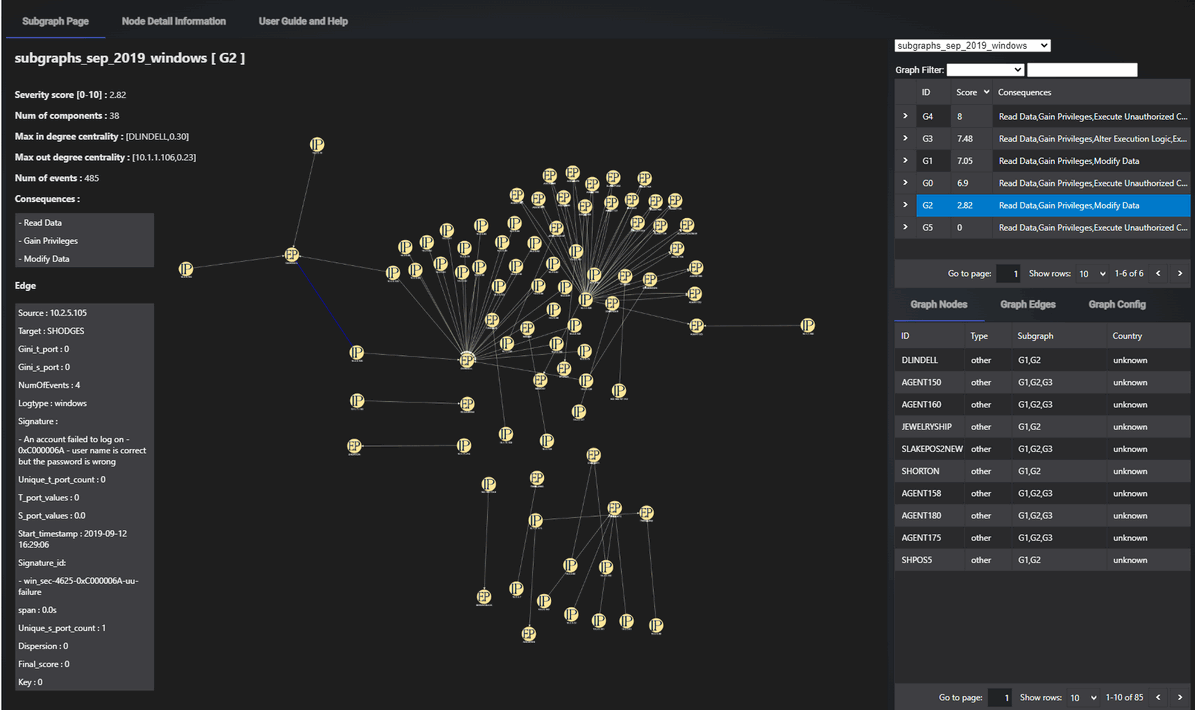 Subgraph Page Node Detail Information User Guide and Help
subgraphs_sep_2019_windows [ G2 ]
Severity score [0-10] : 2.82
Num of components : 38
Max in degree centrality : [DLINDELL,0.30]
Max out degree centrality : [10.1.1.106,0.23]
Num of events : 485
Consequences :
- Read Data
- Gain Privileges
- Modify Data
Edge
Source : 10.2.5.105
Target : SHODGES
Gini_t_port : 0
Gini_s_port : 0
NumOfEvents : 4
Logtype : windows
Signature :
- An account failed to log on -
0xC000006A - user name is correct
but the password is wrong
Unique_t_port_count : 0
T_port_values : 0
S_port_values : 0.0
Start_timestamp : 2019-09-12
16:29:06
Signature_id:
- win_sec-4625-0xC000006A-uu-
failure
span : 0.0s
Unique_s_port_count : 1
Dispersion : 0
Final_score : 0
Key : 0
subgraphs_sep_2019_windows
Graph Filter:
ID Score Consequences
G4 8 Read Data,Gain Privileges,Execute Unauthorized C...
G3 7.48 Read Data,Gain Privileges,Alter Execution Logic,Ex...
G1 7.05 Read Data,Gain Privileges,Modify Data
G0 6.9 Read Data,Gain Privileges,Execute Unauthorized C...
G2 2.82 Read Data,Gain Privileges,Modify Data
G5 0 Read Data,Gain Privileges,Execute Unauthorized C...
Go to page: 1 Show rows: 10 1-6 of 6
Graph Nodes Graph Edges Graph Config
ID Type Subgraph Country
DLINDELL other G1,G2 unknown
AGENT150 other G1,G2,G3 unknown
AGENT160 other G1,G2,G3 unknown
JEWELRYSHIP other G1,G2 unknown
SLAKEPOS2NEW other G1,G2,G3 unknown
SHORTON other G1,G2 unknown
AGENT158 other G1,G2,G3 unknown
AGENT180 other G1,G2,G3 unknown
AGENT175 other G1,G2,G3 unknown
SHPOS5 other G1,G2 unknown
Go to page: 1 Show rows: 10 1-10 of 85